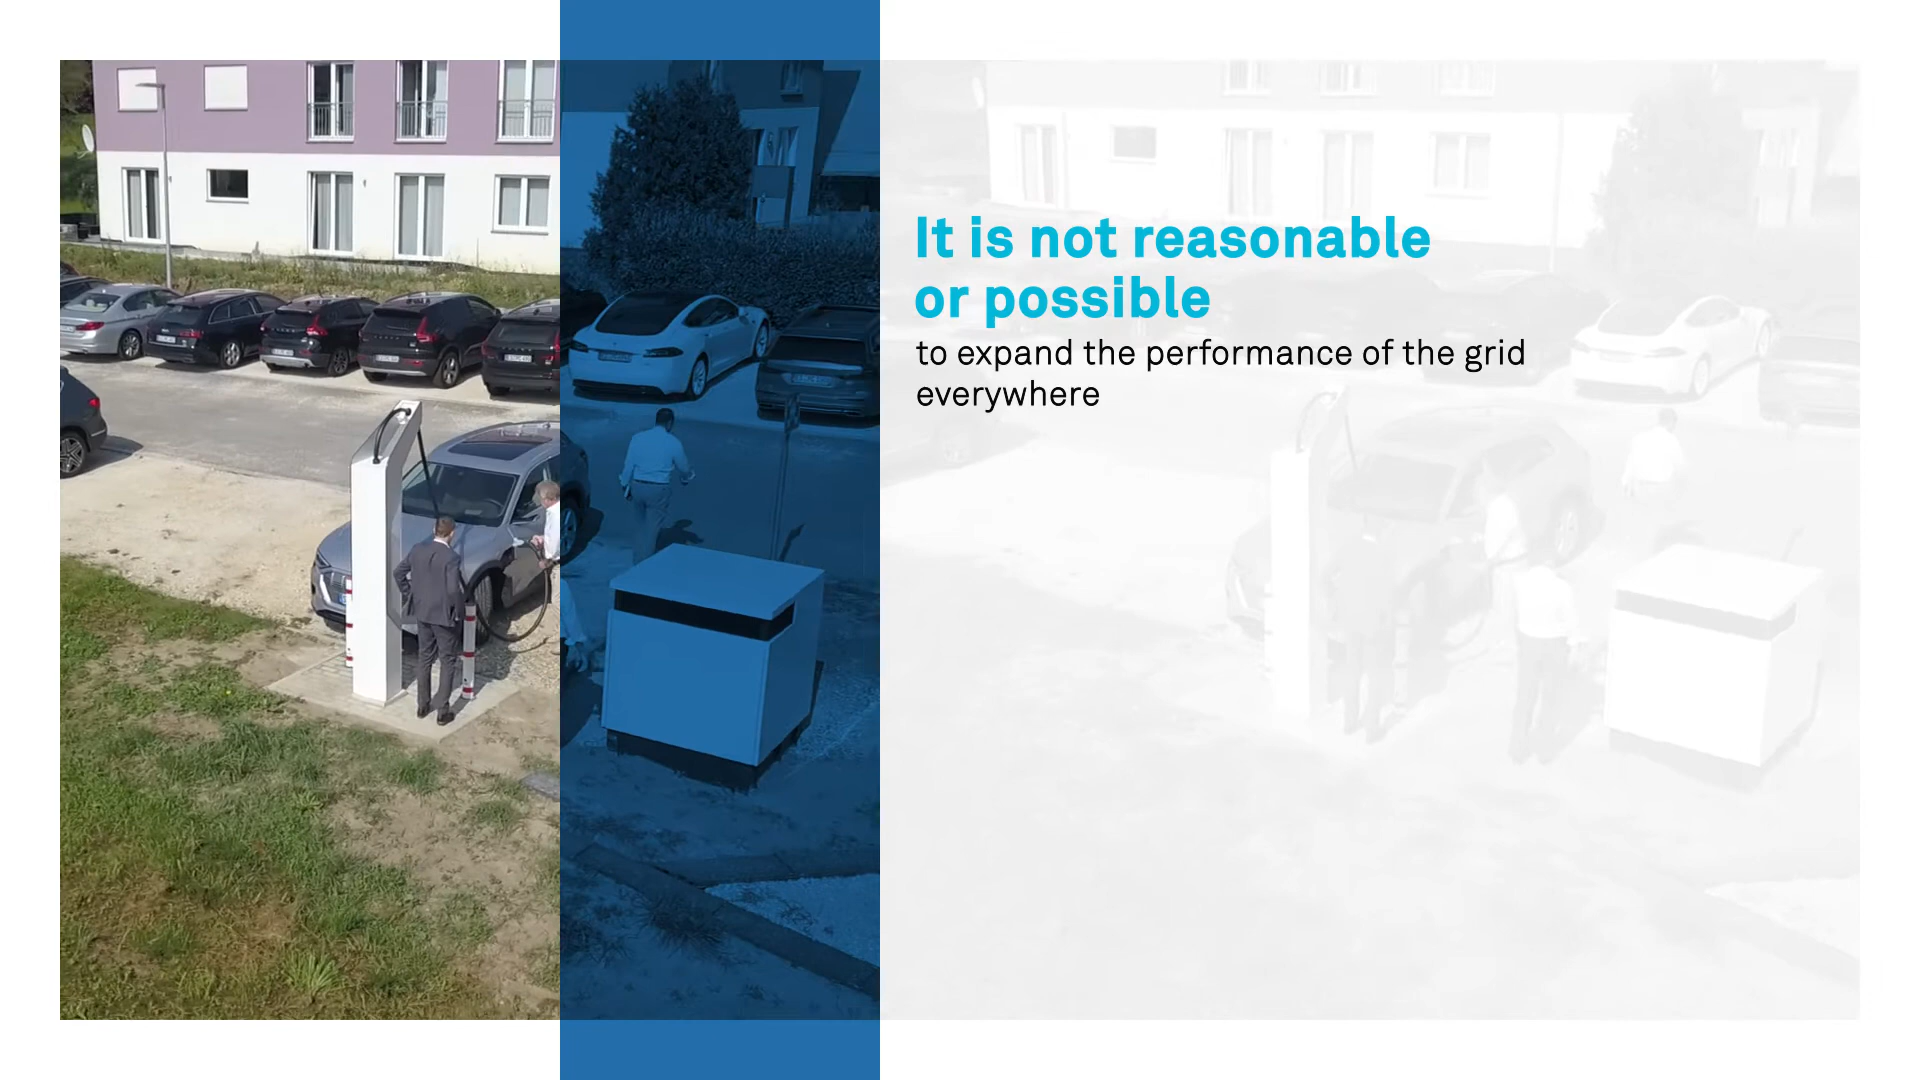 It is not reasonable
or possible
to expand the performance of the grid
everywhere